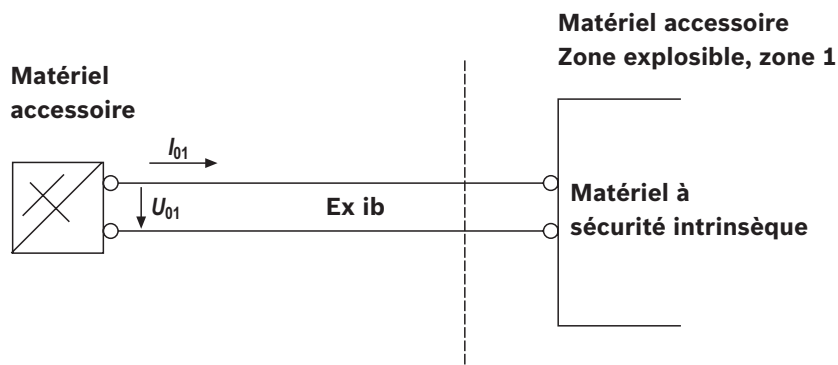 Matériel accessoire
Zone explosible, zone 1
Matériel
accessoire
I01
U01
Ex ib
Matériel à
sécurité intrinsèque